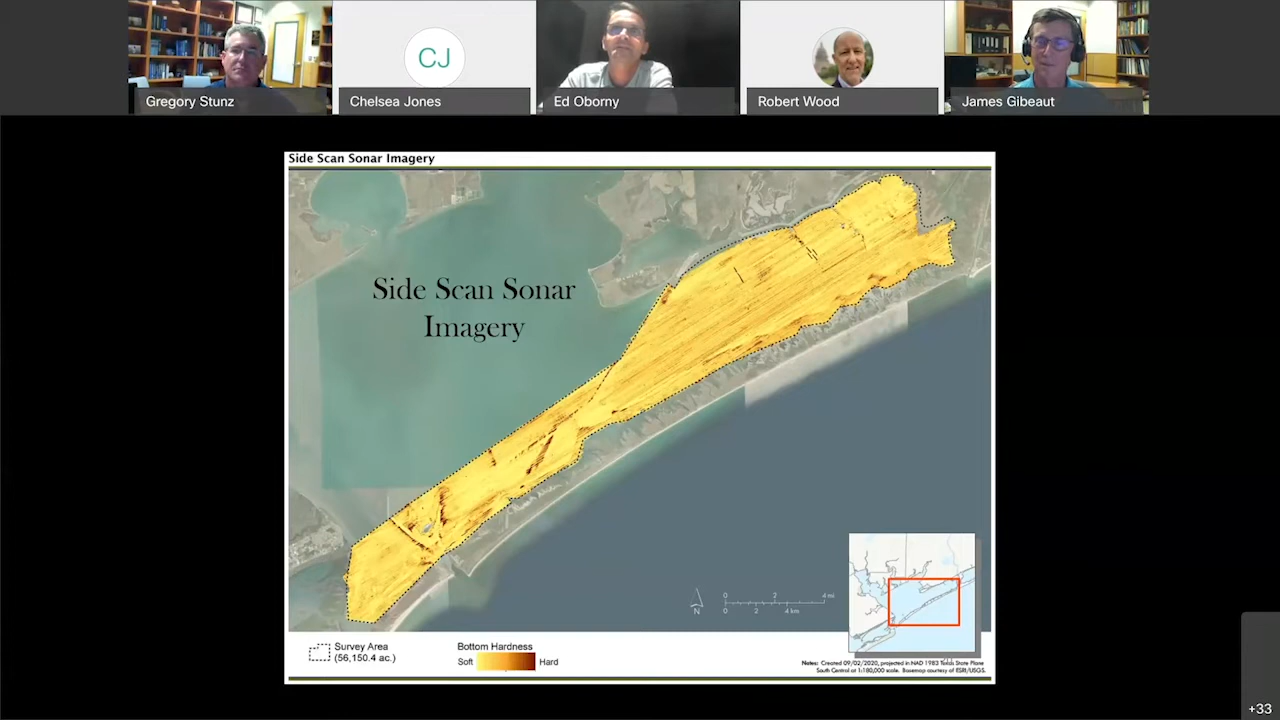 Gregory Stunz
CJ
Chelsea Jones
Ed Oborny
Robert Wood
James Gibeaut
Side Scan Sonar Imagery
Side Scan Sonar
Imagery
N
0 2 4 mi
0 2 4 km
Survey Area
(56,150.4 ac.)
Bottom Hardness
Soft Hard
Notes: Created 09/02/2020, projected in NAD 1983 Texas State Plane
South Central at 1:180,000 scale. Basemap courtesy of ESRI/USGS.
+33